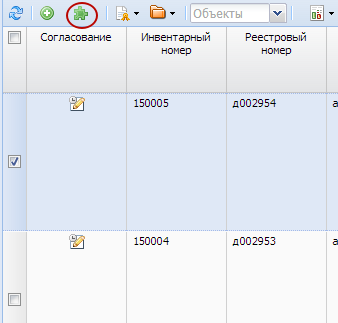 Объекты
Согласование
Инвентарный
номер
Реестровый
номер
150005
д002954
150004
д002953